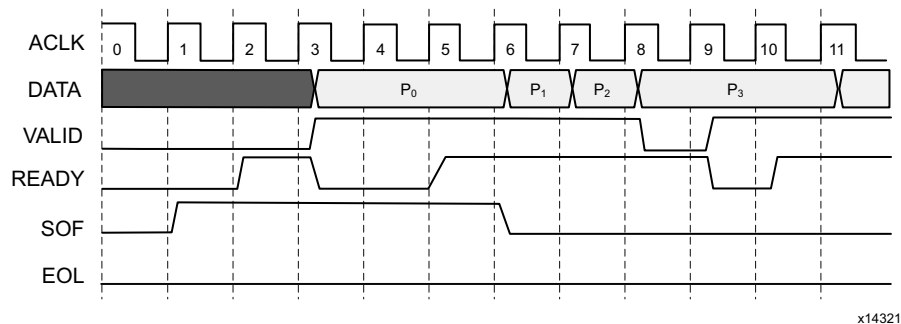 ACLK 0 1 2 3 4 5 6 7 8 9 10 11
DATA P₀ P₁ P₂ P₃
VALID
READY
SOF
EOL
x14321